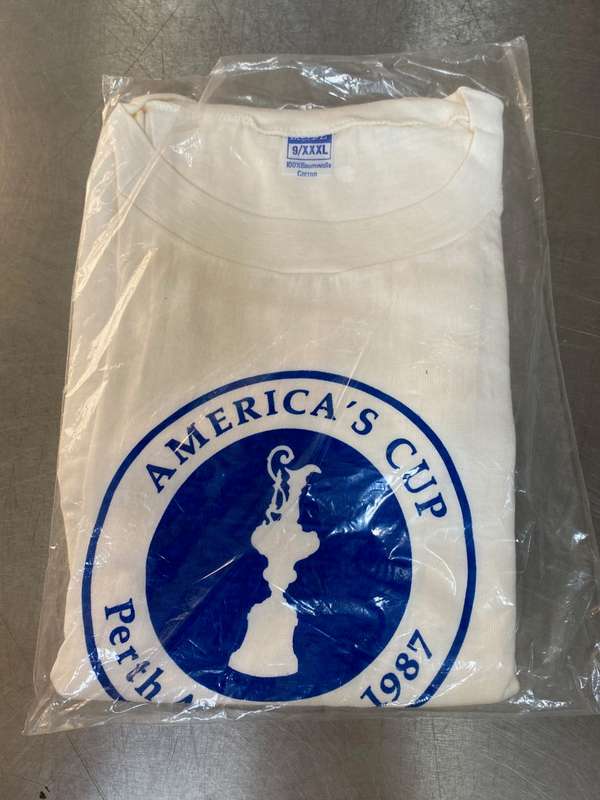 9/XXXL
100% Baumwolle
Cotton
AMERICA'S CUP
Perth
1987